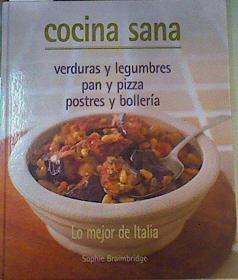 cocina sana
verduras y legumbres
pan y pizza
postres y bollería
Lo mejor de Italia
Sophie Braimbridge